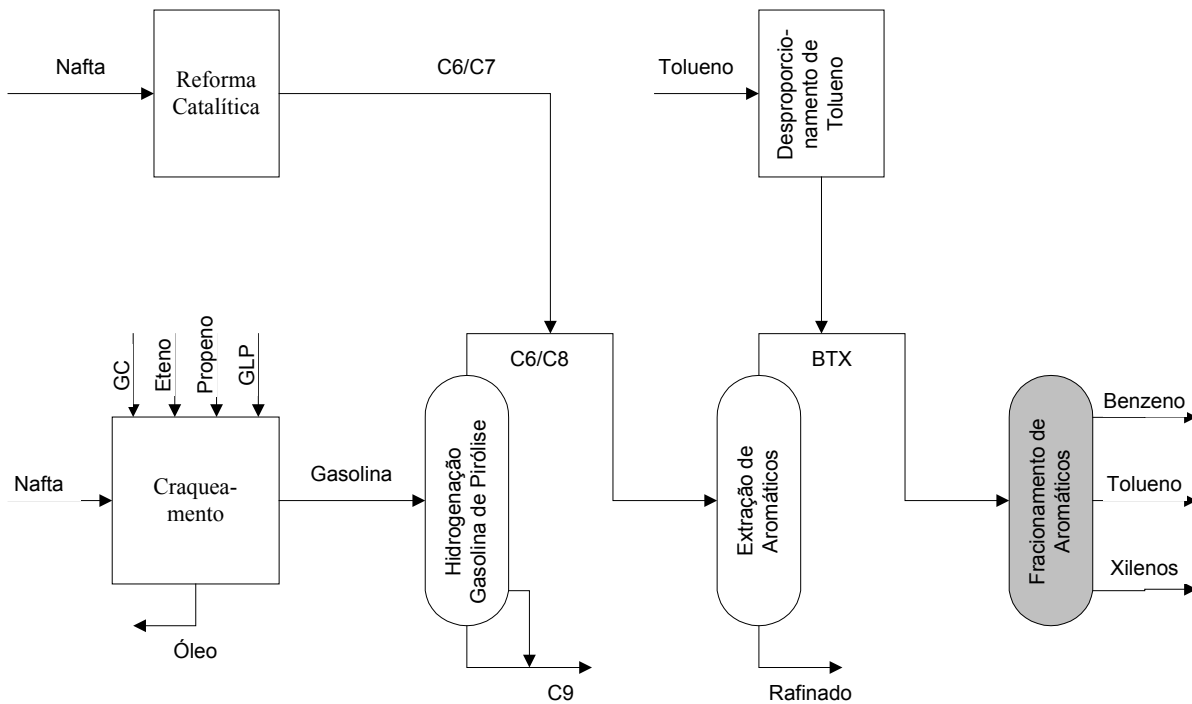 Nafta
Reforma
Catalítica
C6/C7
Tolueno
Desproporcio-
namento de
Tolueno
GC
Eteno
Propeno
GLP
Nafta
Craquea-
mento
Óleo
Gasolina
Hidrogenação
Gasolina de Pirólise
C6/C8
C9
Extração de
Aromáticos
BTX
Rafinado
Fracionamento de
Aromáticos
Benzeno
Tolueno
Xilenos